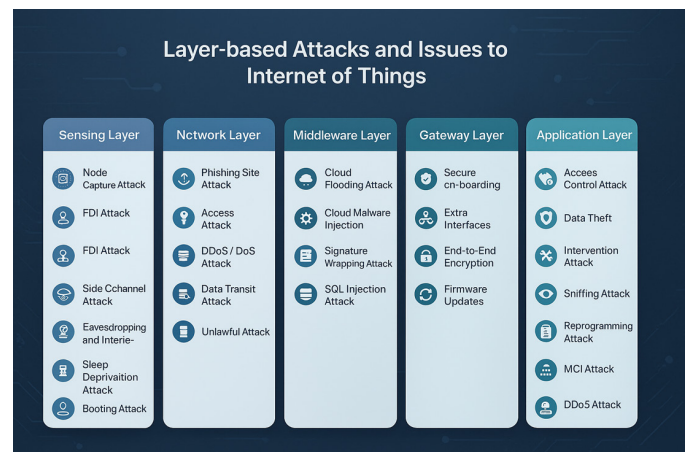 Layer-based Attacks and Issues to
Internet of Things
Sensing Layer
Node
Capture Attack
FDI Attack
FDI Attack
Side Cchannel
Attack
Eavesdropping
and Interie-
Sleep
Deprivaition
Attack
Booting Attack
Nctwork Layer
Phishing Site
Attack
Access
Attack
DDoS / DoS
Attack
Data Transit
Attack
Unlawful Attack
Middleware Layer
Cloud
Flooding Attack
Cloud Malware
Injection
Signature
Wrapping Attack
SQL Injection
Attack
Gateway Layer
Secure
cn-boarding
Extra
Interfaces
End-to-End
Encryption
Firmware
Updates
Application Layer
Accees
Control Attack
Data Theft
Intervention
Attack
Sniffing Attack
Reprogramming
Attack
MCI Attack
DDo5 Attack